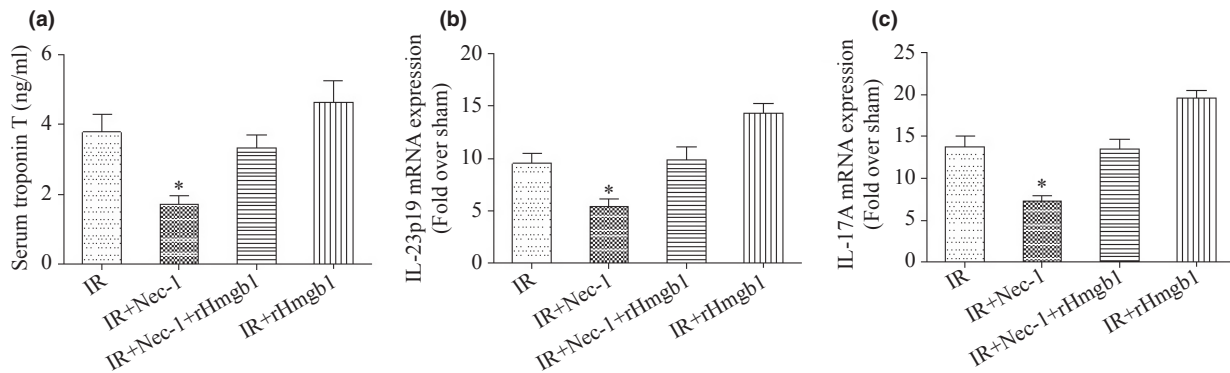 (a)
Serum troponin T (ng/ml)
6
4
2
0
*
IR
IR+Nec-1
IR+Nec-1+rHmgb1
IR+rHmgb1
(b)
IL-23p19 mRNA expression
(Fold over sham)
20
15
10
5
0
*
IR
IR+Nec-1
IR+Nec-1+rHmgb1
IR+rHmgb1
(c)
IL-17A mRNA expression
(Fold over sham)
25
20
15
10
5
0
*
IR
IR+Nec-1
IR+Nec-1+rHmgb1
IR+rHmgb1